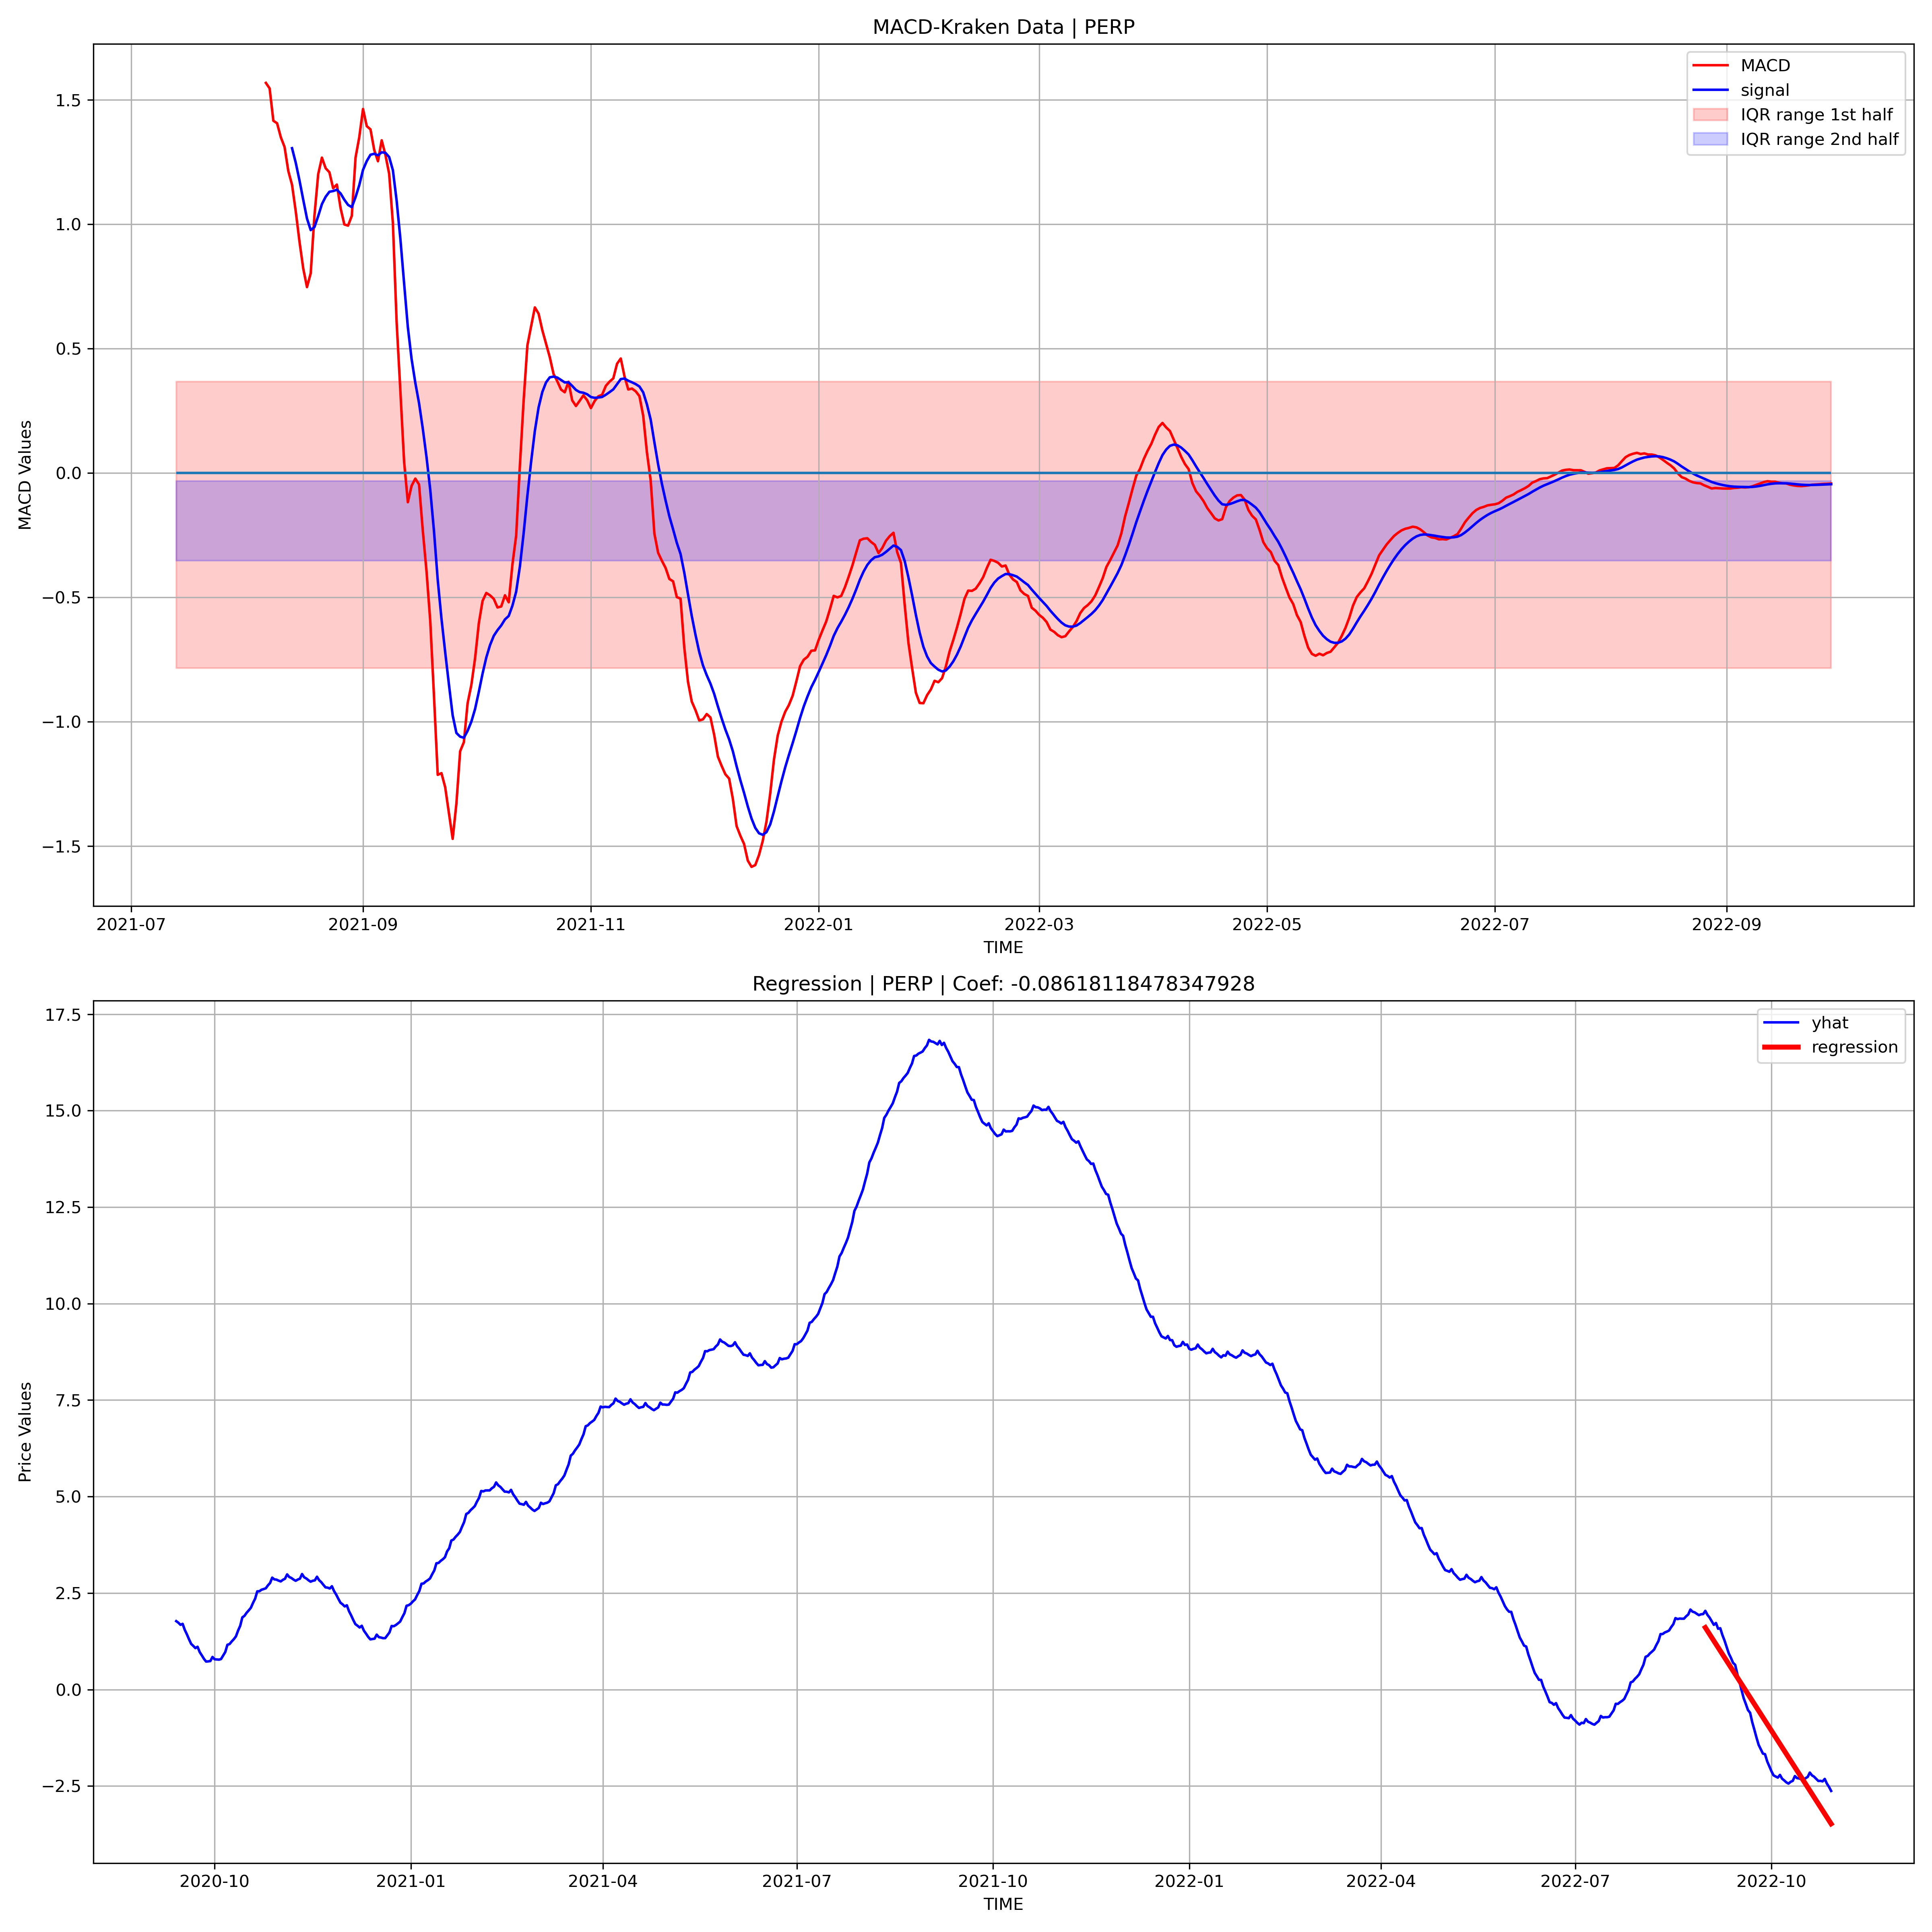 MACD-Kraken Data | PERP
MACD
signal
IQR range 1st half
IQR range 2nd half
MACD Values
1.5
1.0
0.5
0.0
−0.5
−1.0
−1.5
2021-07 2021-09 2021-11 2022-01 2022-03 2022-05 2022-07 2022-09
TIME
Regression | PERP | Coef: -0.08618118478347928
yhat
regression
Price Values
17.5
15.0
12.5
10.0
7.5
5.0
2.5
0.0
−2.5
2020-10 2021-01 2021-04 2021-07 2021-10 2022-01 2022-04 2022-07 2022-10
TIME